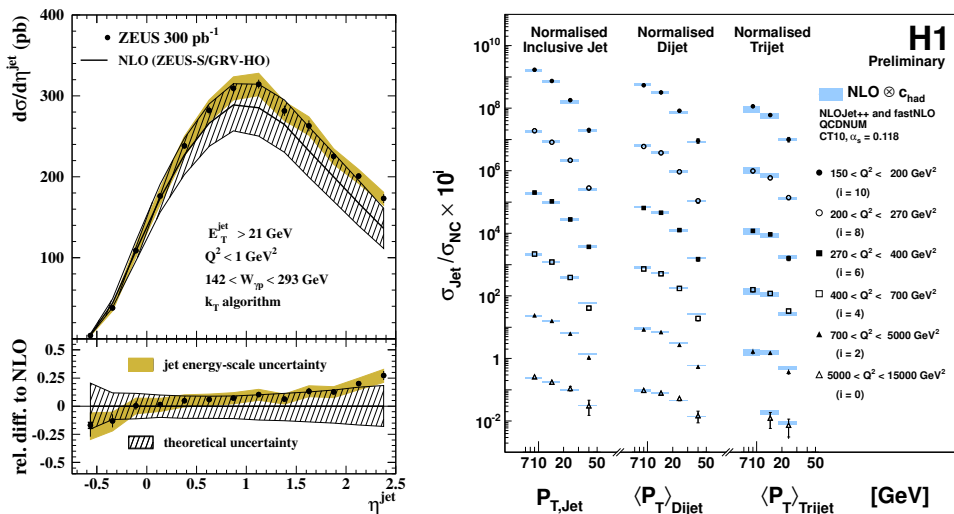 dσ/dη^jet (pb)
400
300
200
100
ZEUS 300 pb⁻¹
NLO (ZEUS-S/GRV-HO)
E_T^jet > 21 GeV
Q² < 1 GeV²
142 < W_γp < 293 GeV
k_T algorithm
rel. diff. to NLO
0.5
0.25
0
-0.25
-0.5
jet energy-scale uncertainty
theoretical uncertainty
-0.5 0 0.5 1 1.5 2 2.5
η^jet
σ_Jet/σ_NC × 10^i
10¹⁰
10⁸
10⁶
10⁴
10²
1
10⁻²
Normalised Inclusive Jet
Normalised Dijet
Normalised Trijet
H1
Preliminary
NLO ⊗ c_had
NLOJet++ and fastNLO
QCDNUM
CT10, α_s = 0.118
150 < Q² < 200 GeV²
(i = 10)
200 < Q² < 270 GeV²
(i = 8)
270 < Q² < 400 GeV²
(i = 6)
400 < Q² < 700 GeV²
(i = 4)
700 < Q² < 5000 GeV²
(i = 2)
5000 < Q² < 15000 GeV²
(i = 0)
7 10 20 50 7 10 20 50 7 10 20 50
P_T,Jet ⟨P_T⟩_Dijet ⟨P_T⟩_Trijet [GeV]